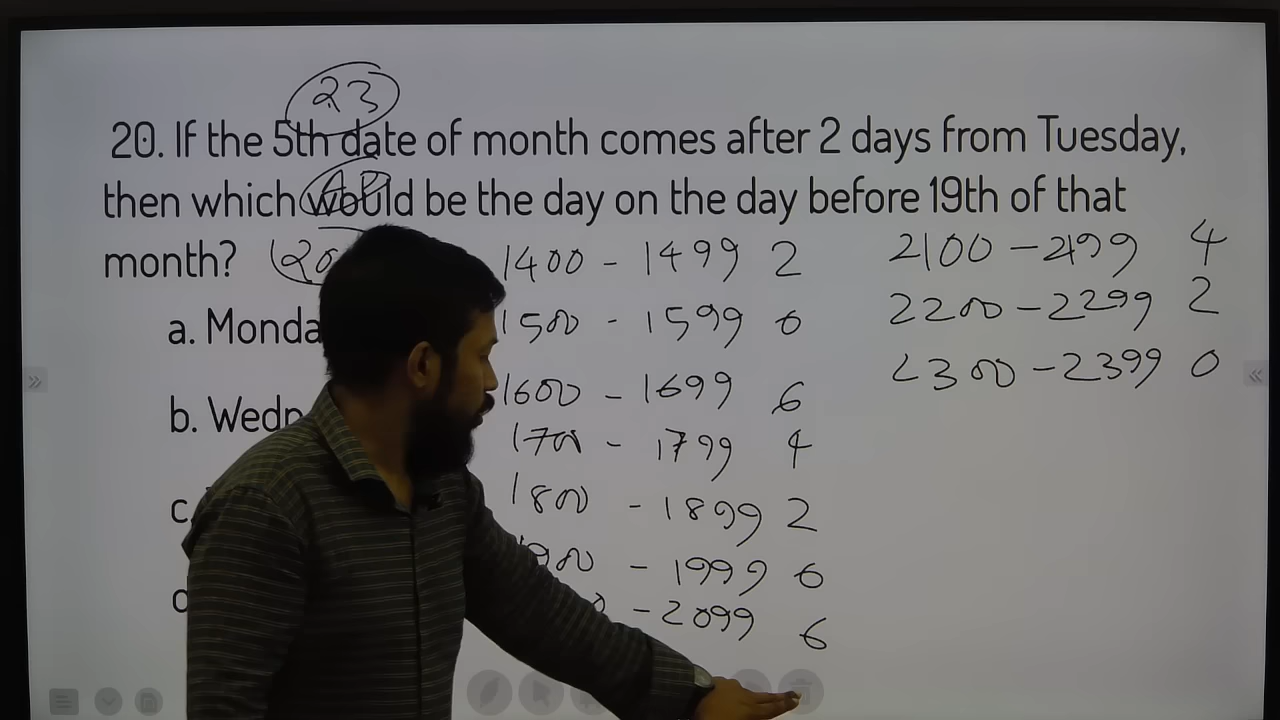 23
20. If the 5th date of month comes after 2 days from Tuesday,
then which would be the day on the day before 19th of that
month?
a. Monda
b. Wedn
c.
1400 - 1499 2
1500 - 1599 0
1600 - 1699 6
1700 - 1799 4
1800 - 1899 2
1900 - 1999 0
- 2099 6
2100 - 2199 4
2200 - 2299 2
2300 - 2399 0